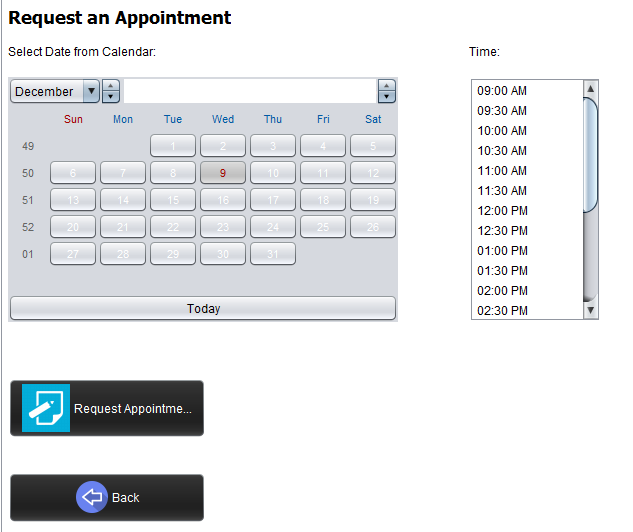 Request an Appointment
Select Date from Calendar:
Time:
December
Sun Mon Tue Wed Thu Fri Sat
49 1 2 3 4 5
50 6 7 8 9 10 11 12
51 13 14 15 16 17 18 19
52 20 21 22 23 24 25 26
01 27 28 29 30 31
Today
09:00 AM
09:30 AM
10:00 AM
10:30 AM
11:00 AM
11:30 AM
12:00 PM
12:30 PM
01:00 PM
01:30 PM
02:00 PM
02:30 PM
Request Appointme...
Back